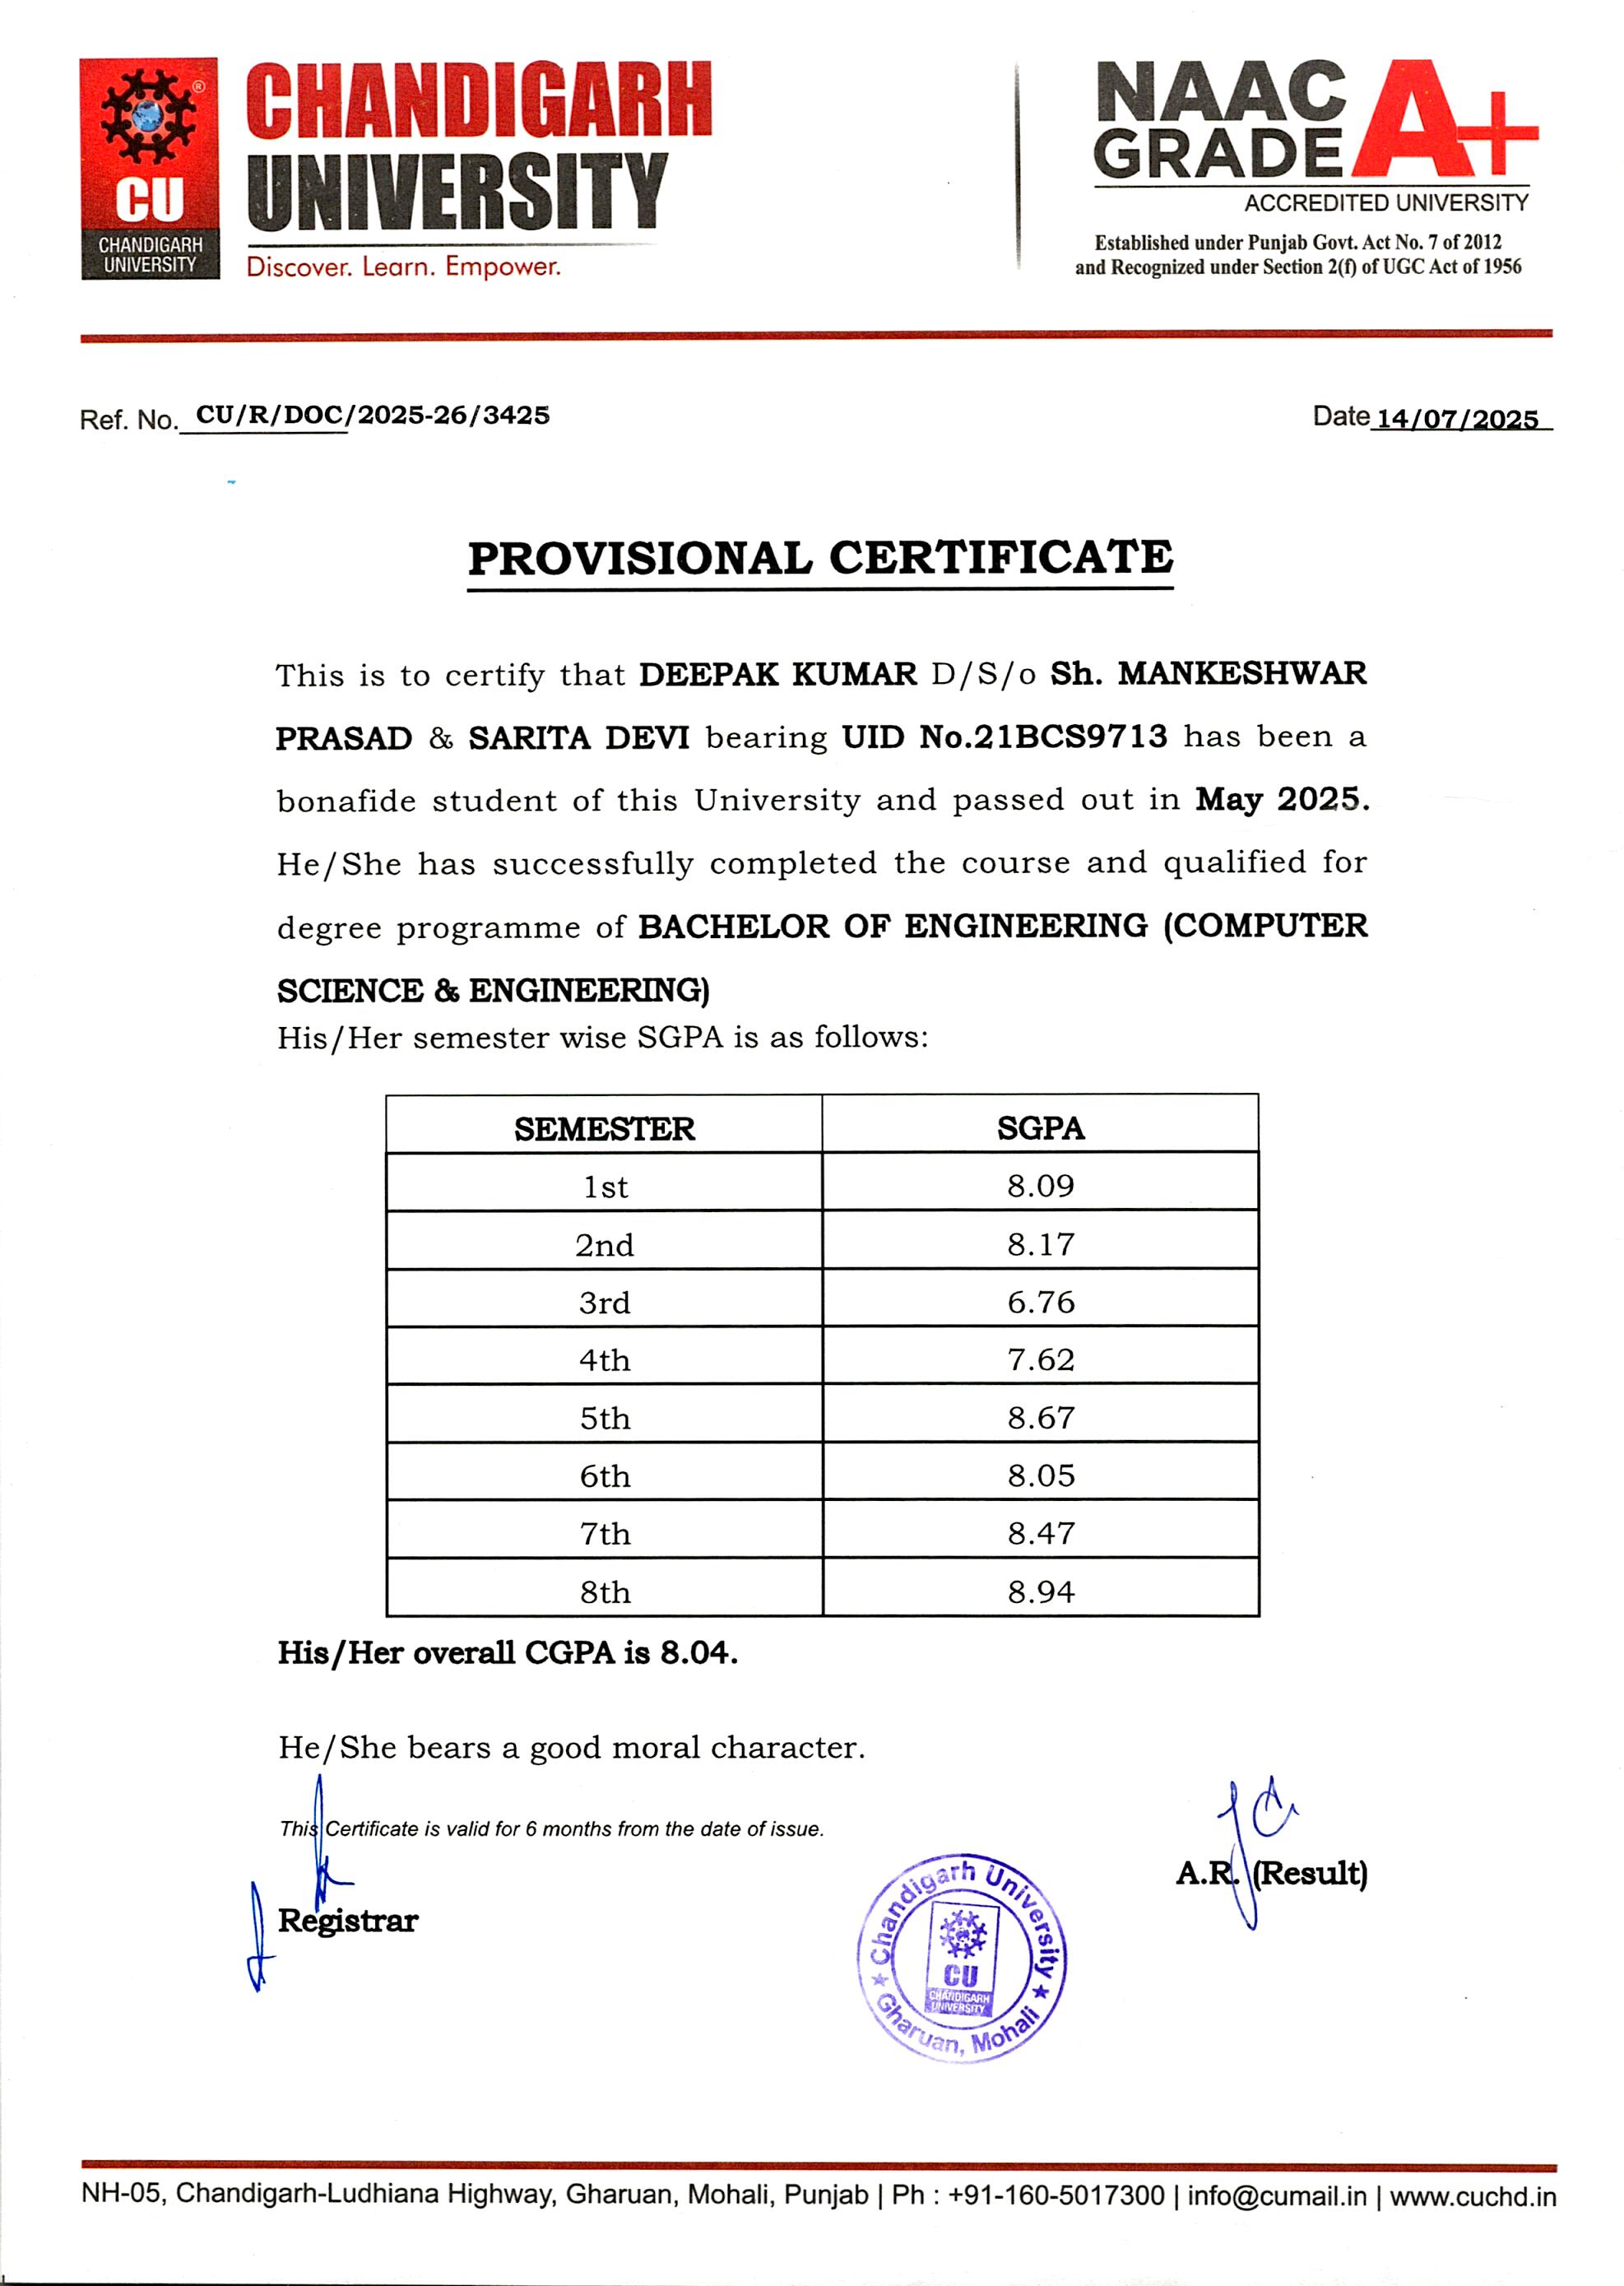 CU
CHANDIGARH
UNIVERSITY
®
CHANDIGARH
UNIVERSITY
Discover. Learn. Empower.
NAAC
GRADE A+
ACCREDITED UNIVERSITY
Established under Punjab Govt. Act No. 7 of 2012
and Recognized under Section 2(f) of UGC Act of 1956
Ref. No. CU/R/DOC/2025-26/3425
Date 14/07/2025
PROVISIONAL CERTIFICATE
This is to certify that DEEPAK KUMAR D/S/o Sh. MANKESHWAR
PRASAD & SARITA DEVI bearing UID No.21BCS9713 has been a
bonafide student of this University and passed out in May 2025.
He/She has successfully completed the course and qualified for
degree programme of BACHELOR OF ENGINEERING (COMPUTER
SCIENCE & ENGINEERING)
His/Her semester wise SGPA is as follows:
SEMESTER SGPA
1st 8.09
2nd 8.17
3rd 6.76
4th 7.62
5th 8.67
6th 8.05
7th 8.47
8th 8.94
His/Her overall CGPA is 8.04.
He/She bears a good moral character.
This Certificate is valid for 6 months from the date of issue.
A.R. (Result)
Registrar
Chandigarh University
CU
CHANDIGARH
UNIVERSITY
Gharuan, Mohali
NH-05, Chandigarh-Ludhiana Highway, Gharuan, Mohali, Punjab | Ph : +91-160-5017300 | info@cumail.in | www.cuchd.in